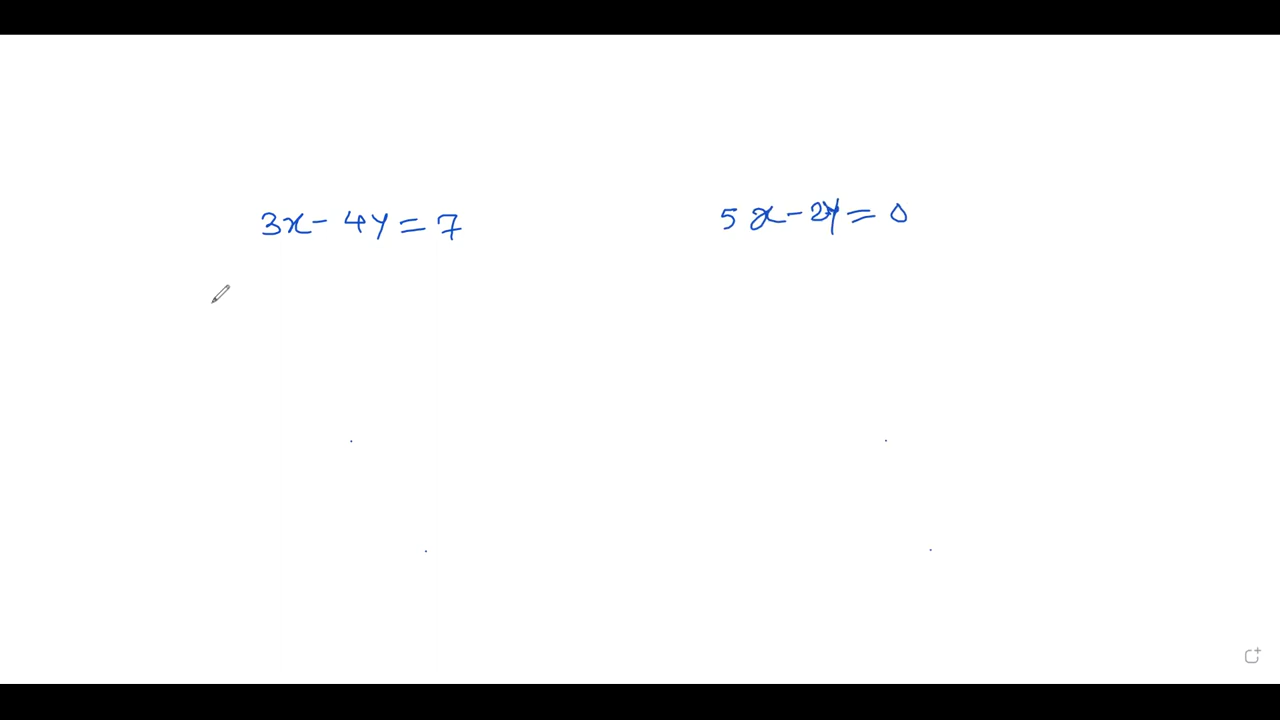 3x - 4y = 7
5x - 2y = 0